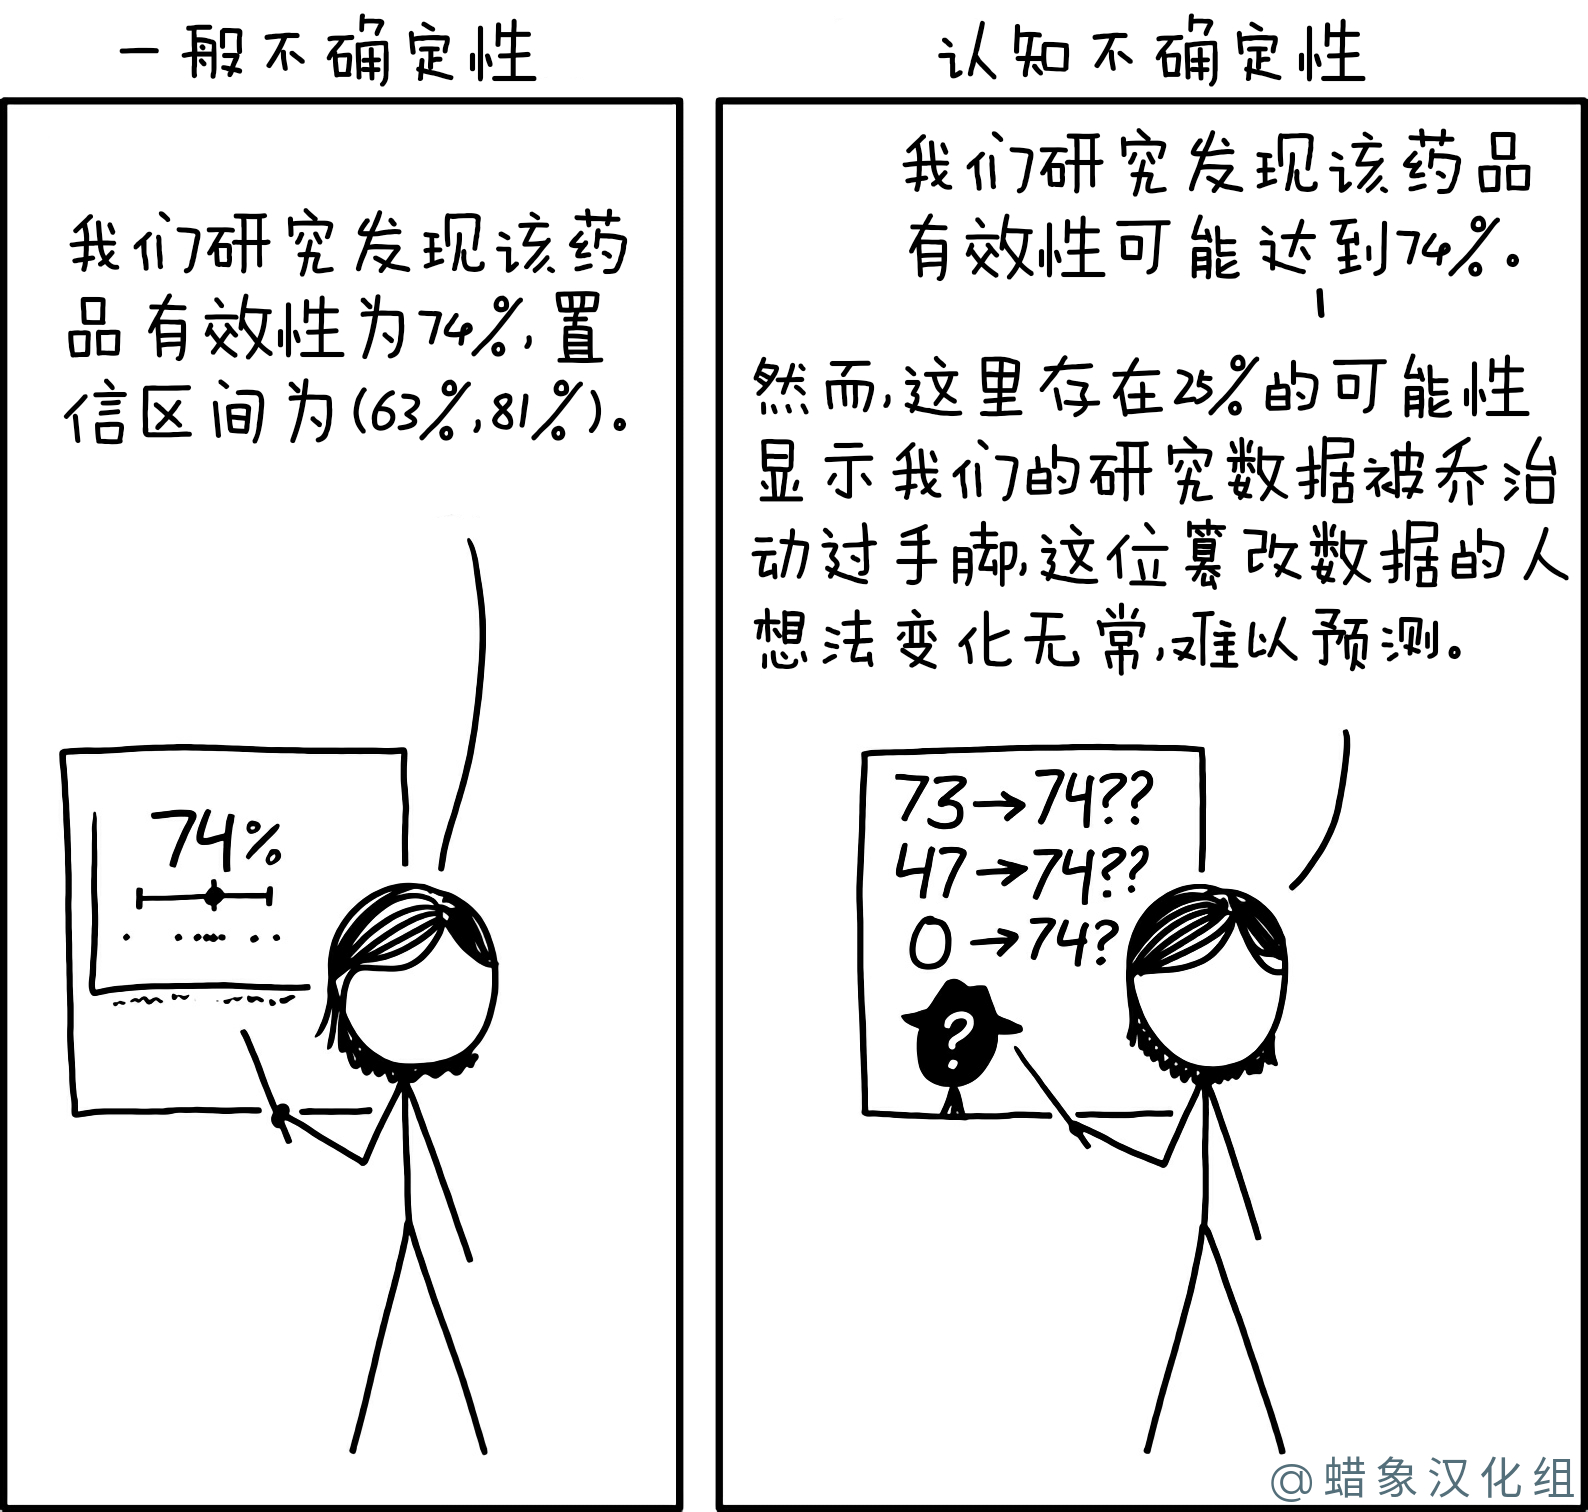 一般不确定性
我们研究发现该药
品有效性为74%,置
信区间为(63%,81%)。
74%
认知不确定性
我们研究发现该药品
有效性可能达到74%。
然而,这里存在25%的可能性
显示我们的研究数据被乔治
动过手脚,这位篡改数据的人
想法变化无常,难以预测。
73→74??
47→74??
0→74?
?
@蜡象汉化组